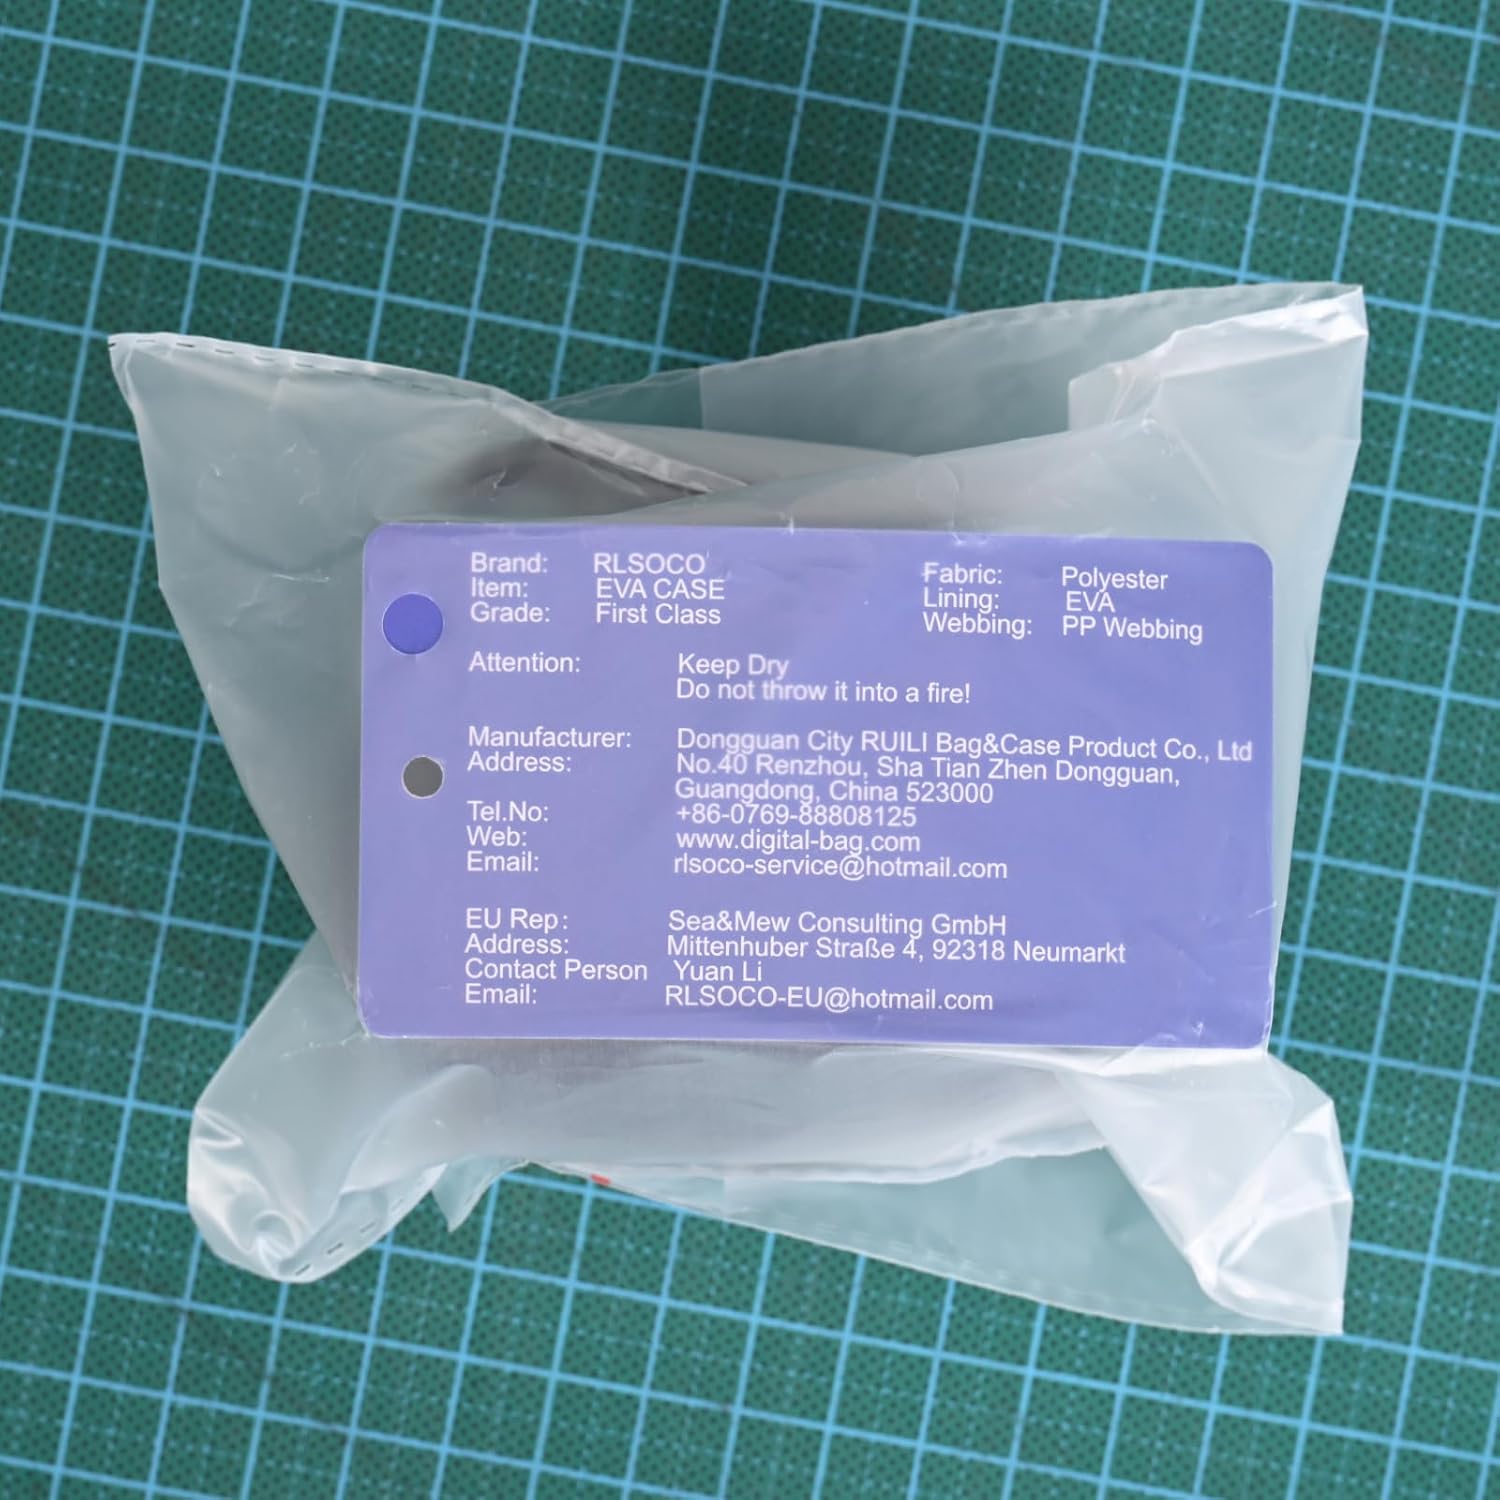 Brand: RLSOCO
Item: EVA CASE
Grade: First Class
Fabric: Polyester
Lining: EVA
Webbing: PP Webbing
Attention: Keep Dry
Do not throw it into a fire!
Manufacturer: Dongguan City RUILI Bag&Case Product Co., Ltd
Address: No.40 Renzhou, Sha Tian Zhen Dongguan,
Guangdong, China 523000
Tel.No: +86-0769-88808125
Web: www.digital-bag.com
Email: rlsoco-service@hotmail.com
EU Rep: Sea&Mew Consulting GmbH
Address: Mittenhuber Straße 4, 92318 Neumarkt
Contact Person Yuan Li
Email: RLSOCO-EU@hotmail.com